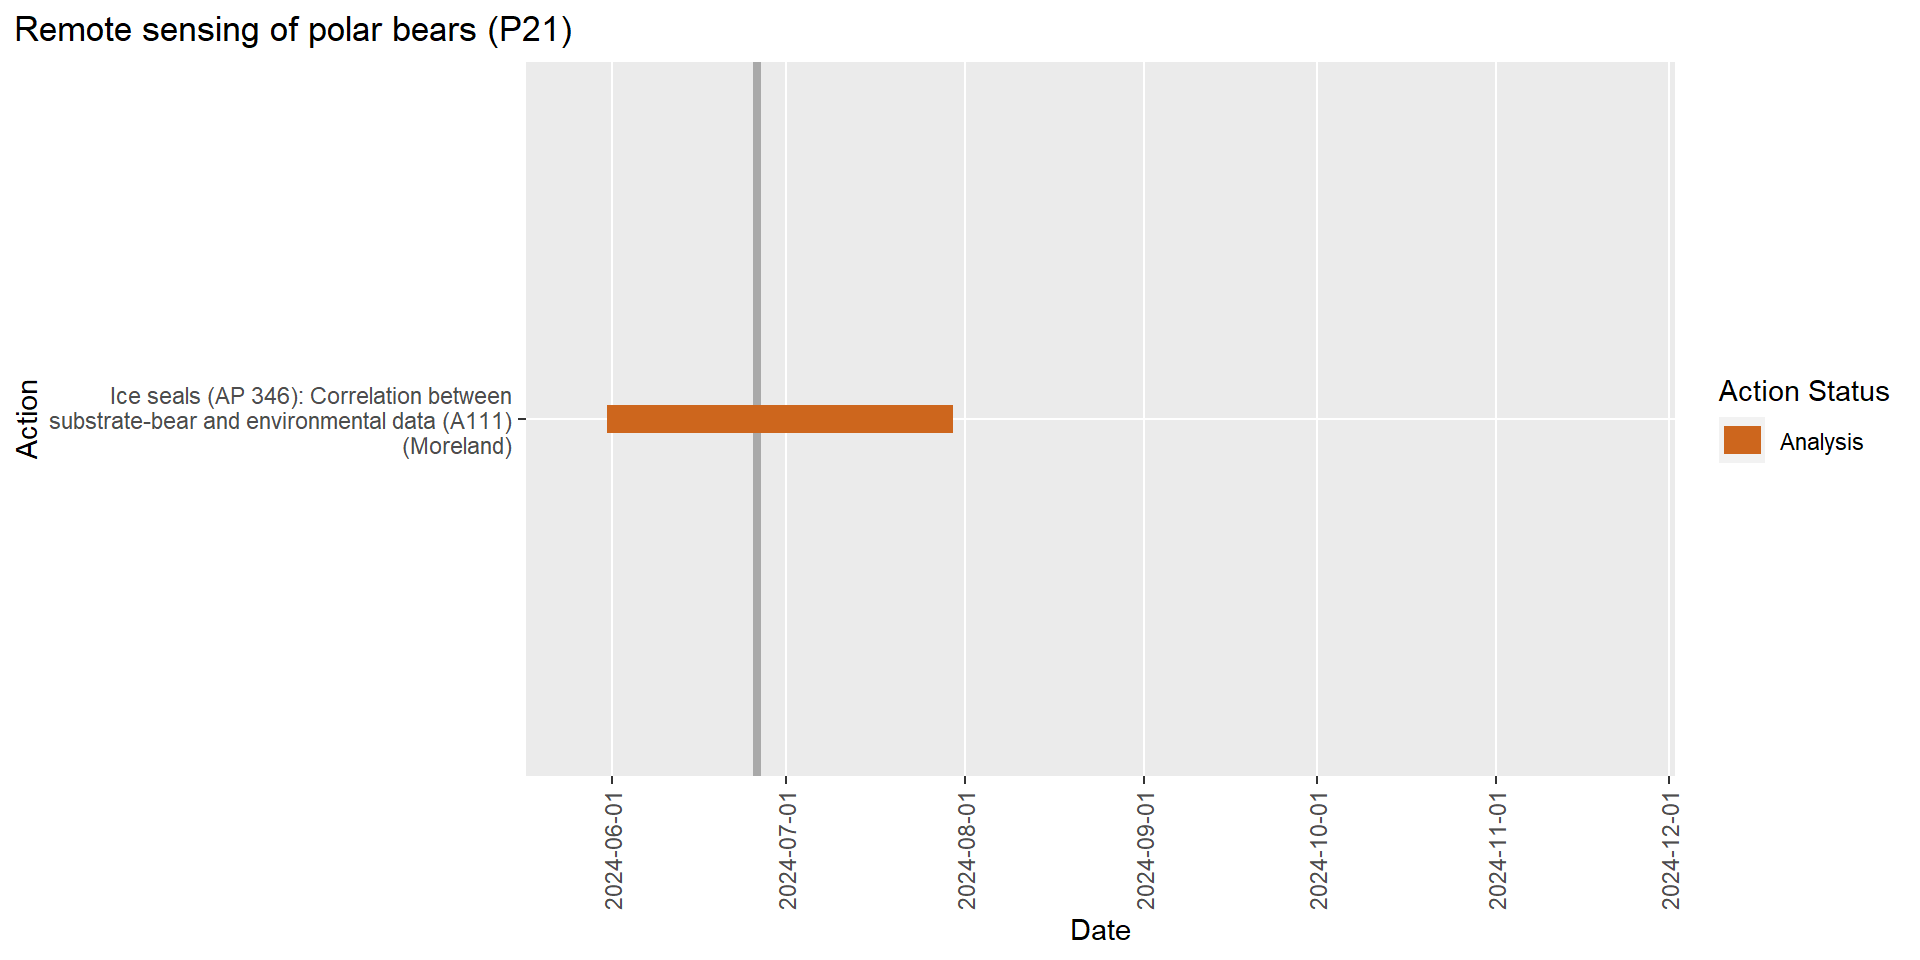 Remote sensing of polar bears (P21)
Action
Ice seals (AP 346): Correlation between
substrate-bear and environmental data (A111)
(Moreland)
2024-06-01
2024-07-01
2024-08-01
2024-09-01
2024-10-01
2024-11-01
2024-12-01
Date
Action Status
Analysis